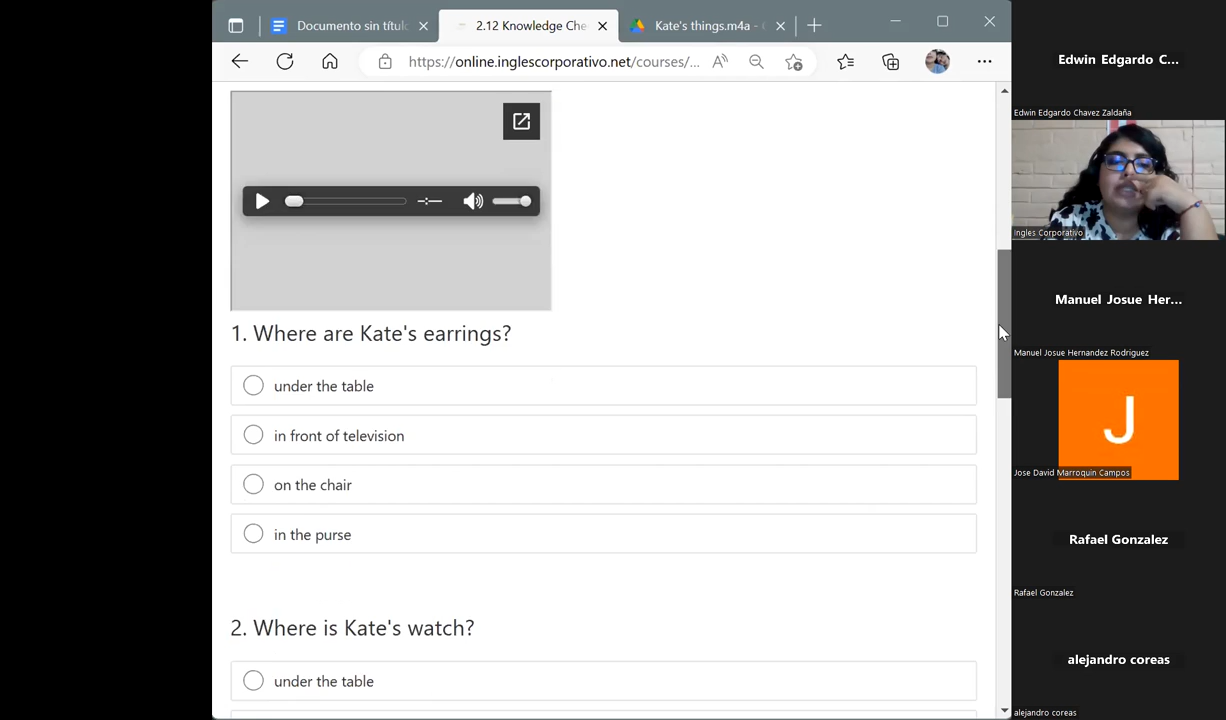 Documento sin títul
2.12 Knowledge Che
Kate's things.m4a -
https://online.inglescorporativo.net/courses/...
1. Where are Kate's earrings?
under the table
in front of television
on the chair
in the purse
2. Where is Kate's watch?
under the table
Edwin Edgardo C...
Edwin Edgardo Chavez Zaldaña
Ingles Corporativo
Manuel Josue Her...
Manuel Josue Hernandez Rodriguez
J
Jose David Marroquin Campos
Rafael Gonzalez
Rafael Gonzalez
alejandro coreas
alejandro coreas